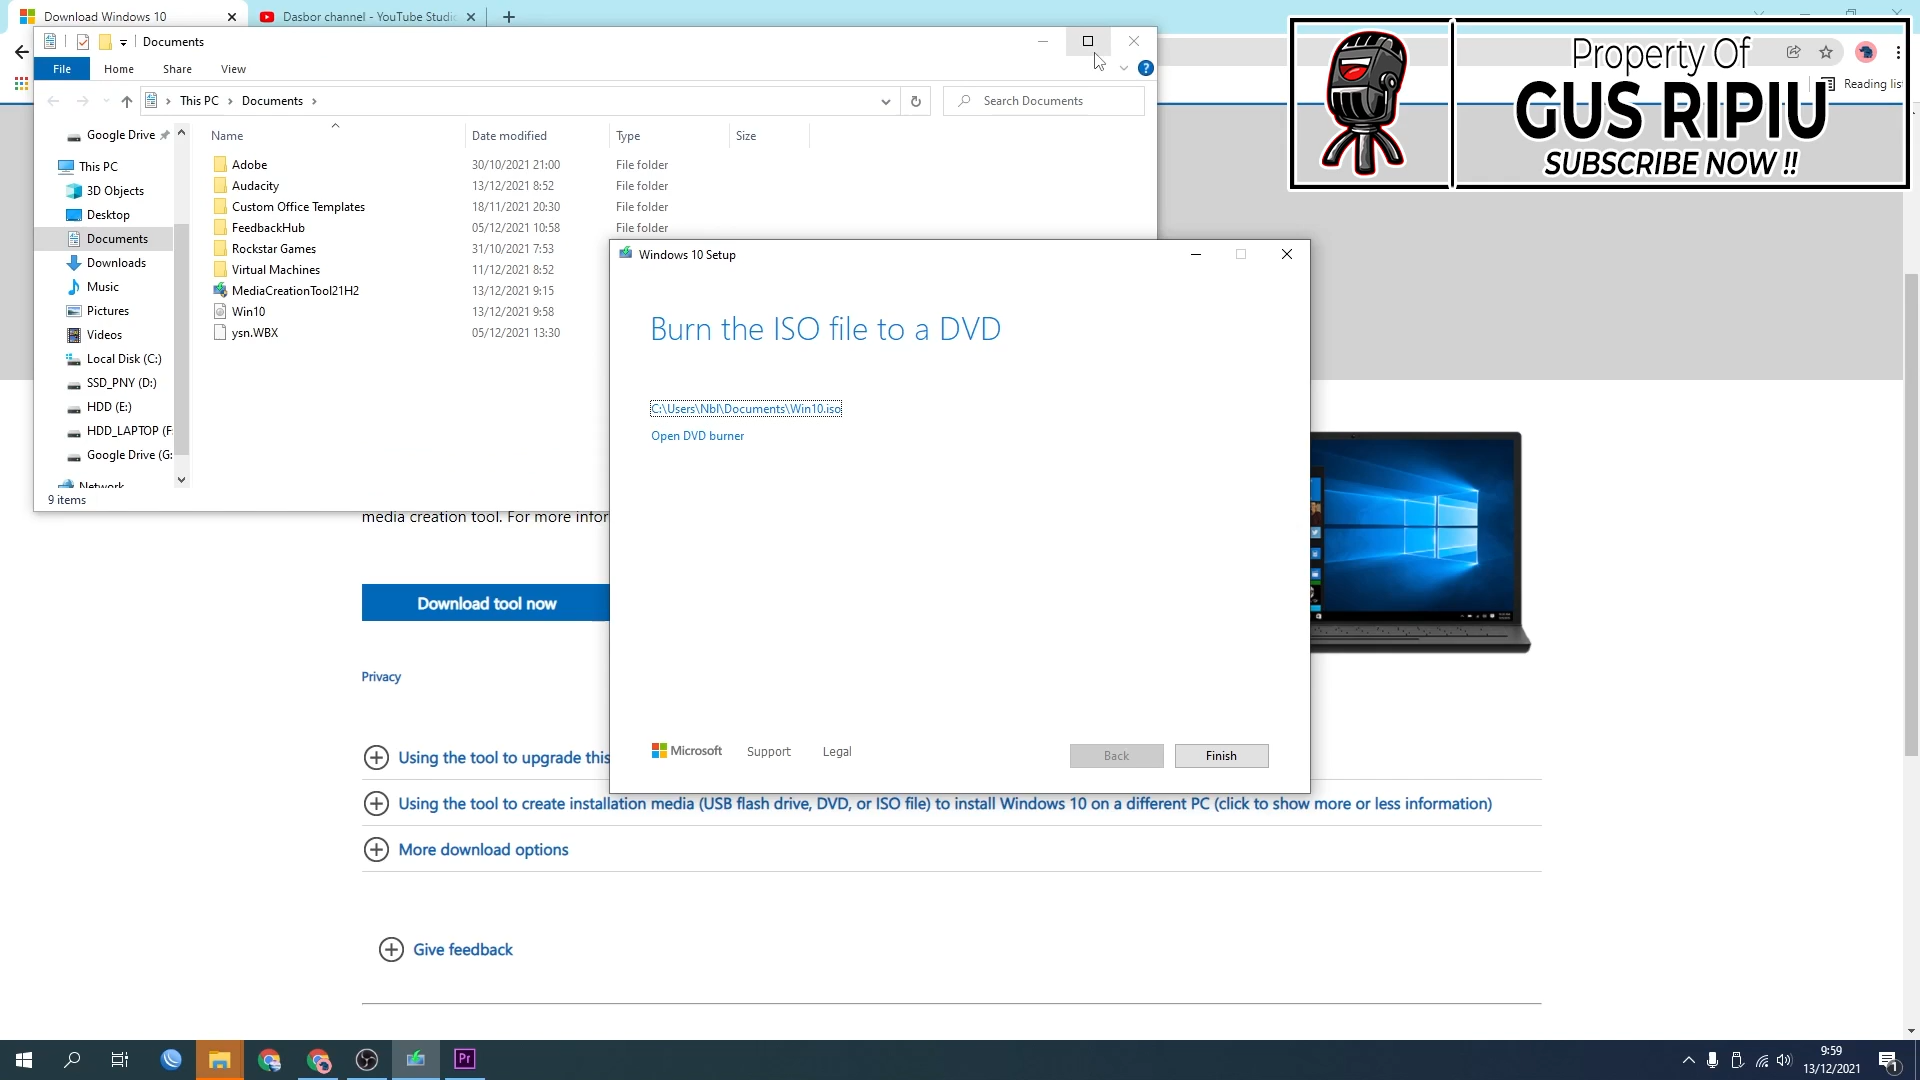 Download Windows 10
Dasbor channel - YouTube Studio
Documents
File
Home
Share
View
This PC
Documents
Search Documents
Property Of
GUS RIPIU
SUBSCRIBE NOW !!
Reading list
Google Drive
This PC
3D Objects
Desktop
Documents
Downloads
Music
Pictures
Videos
Local Disk (C:)
SSD_PNY (D:)
HDD (E:)
HDD_LAPTOP (F:
Google Drive (G:
Network
9 items
Name Date modified Type Size
Adobe 30/10/2021 21:00 File folder
Audacity 13/12/2021 8:52 File folder
Custom Office Templates 18/11/2021 20:30 File folder
FeedbackHub 05/12/2021 10:58 File folder
Rockstar Games 31/10/2021 7:53
Virtual Machines 11/12/2021 8:52
MediaCreationTool21H2 13/12/2021 9:15
Win10 13/12/2021 9:58
ysn.WBX 05/12/2021 13:30
Windows 10 Setup
Burn the ISO file to a DVD
C:\Users\Nbl\Documents\Win10.iso
Open DVD burner
Microsoft Support Legal
Back
Finish
media creation tool. For more infor
Download tool now
Privacy
Using the tool to upgrade this
Using the tool to create installation media (USB flash drive, DVD, or ISO file) to install Windows 10 on a different PC (click to show more or less information)
More download options
Give feedback
Pr
9:59
13/12/2021
1